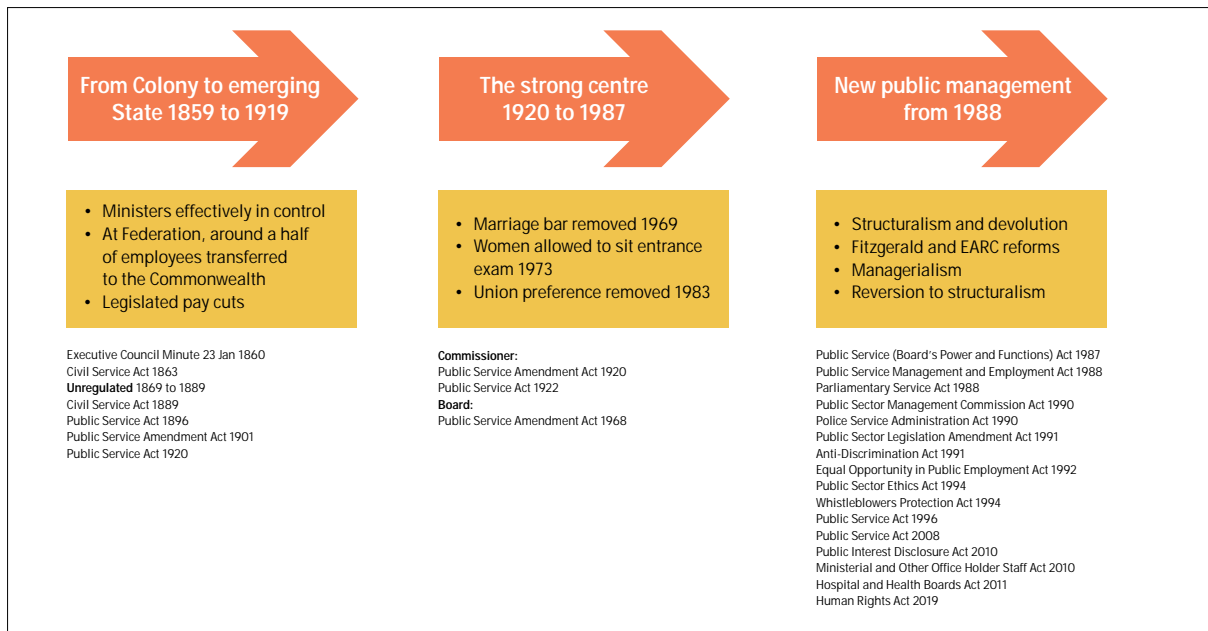 From Colony to emerging
State 1859 to 1919
• Ministers effectively in control
• At Federation, around a half
of employees transferred
to the Commonwealth
• Legislated pay cuts
Executive Council Minute 23 Jan 1860
Civil Service Act 1863
Unregulated 1869 to 1889
Civil Service Act 1889
Public Service Act 1896
Public Service Amendment Act 1901
Public Service Act 1920
The strong centre
1920 to 1987
• Marriage bar removed 1969
• Women allowed to sit entrance
exam 1973
• Union preference removed 1983
Commissioner:
Public Service Amendment Act 1920
Public Service Act 1922
Board:
Public Service Amendment Act 1968
New public management
from 1988
• Structuralism and devolution
• Fitzgerald and EARC reforms
• Managerialism
• Reversion to structuralism
Public Service (Board's Power and Functions) Act 1987
Public Service Management and Employment Act 1988
Parliamentary Service Act 1988
Public Sector Management Commission Act 1990
Police Service Administration Act 1990
Public Sector Legislation Amendment Act 1991
Anti-Discrimination Act 1991
Equal Opportunity in Public Employment Act 1992
Public Sector Ethics Act 1994
Whistleblowers Protection Act 1994
Public Service Act 1996
Public Service Act 2008
Public Interest Disclosure Act 2010
Ministerial and Other Office Holder Staff Act 2010
Hospital and Health Boards Act 2011
Human Rights Act 2019